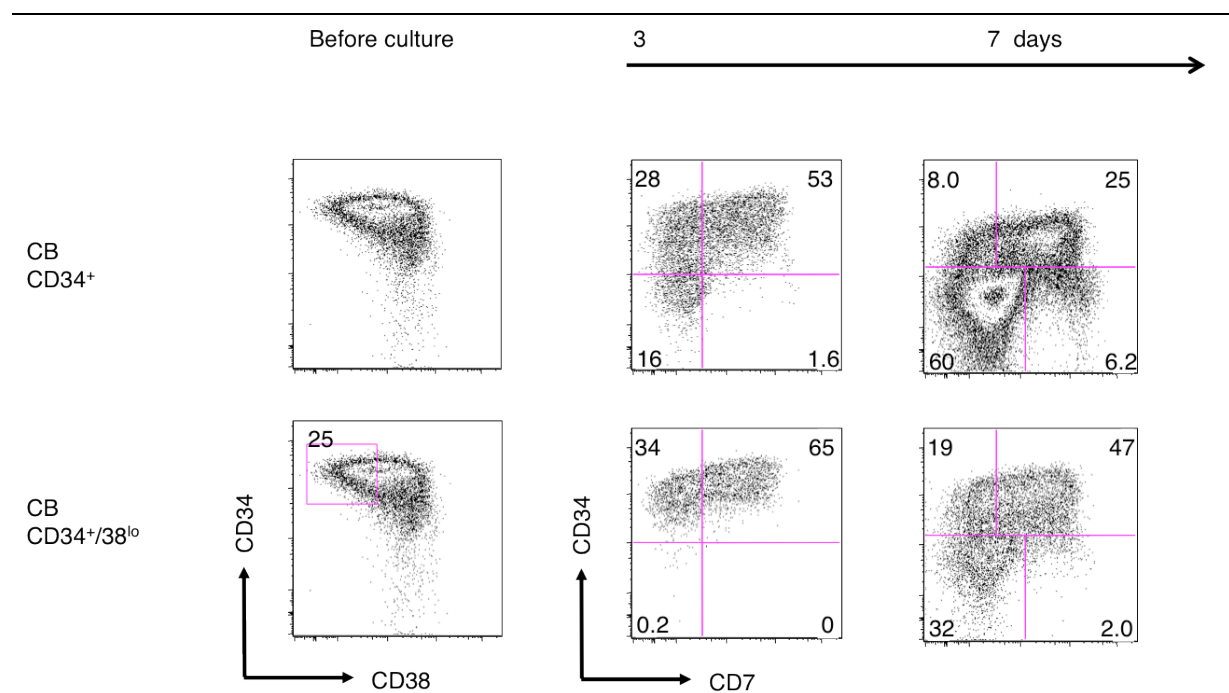 Before culture 3 7 days
CB
CD34⁺
28 53
16 1.6
8.0 25
60 6.2
CB
CD34⁺/38ˡᵒ
25
CD34
CD38
34 65
0.2 0
CD34
CD7
19 47
32 2.0